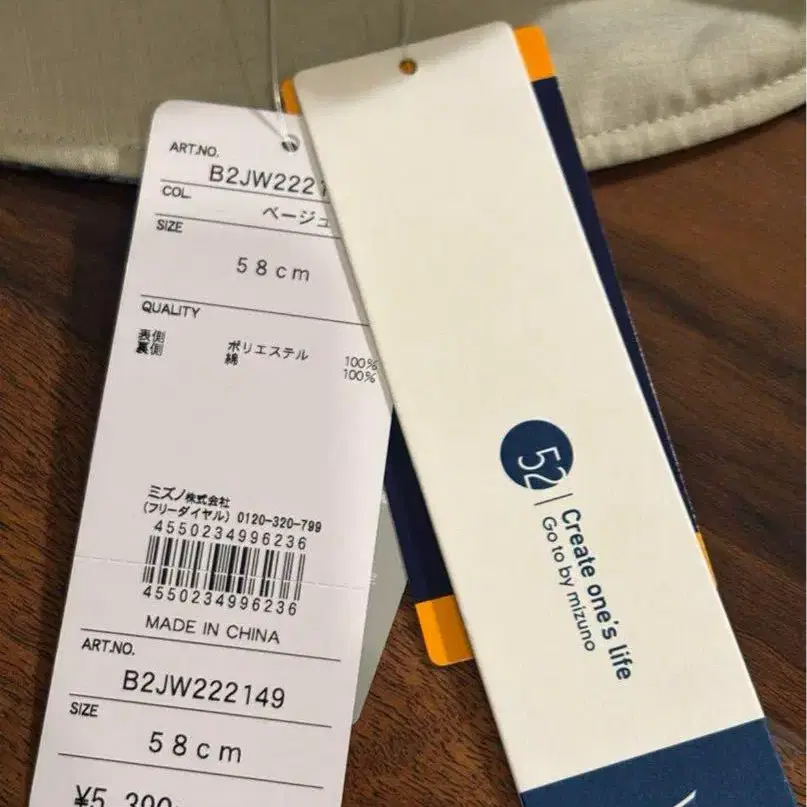 ART.NO.
B2JW222
COL.
ベージュ
SIZE
58cm
QUALITY
表側 ポリエステル 100%
裏側 綿 100%
ミズノ株式会社
(フリーダイヤル) 0120-320-799
4550234996236
4550234996236
MADE IN CHINA
ART.NO.
B2JW222149
SIZE
58cm
¥5,390
52
Create one's life
Go to by mizuno